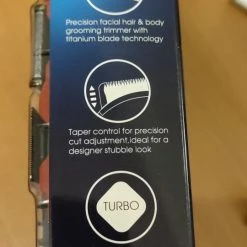 Precision facial hair & body
grooming trimmer with
titanium blade technology
Taper control for precision
cut adjustment,ideal for a
designer stubble look
TURBO